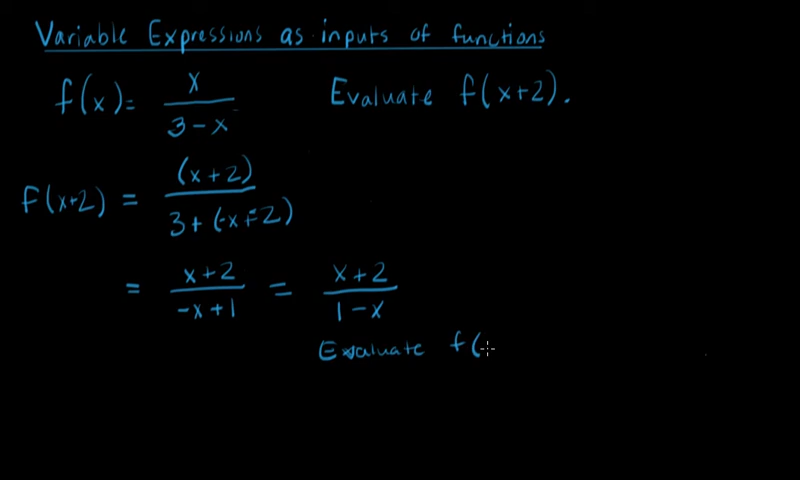 Variable Expressions as inputs of functions
f(x) = x / (3 - x) Evaluate f(x+2).
f(x+2) = (x+2) / 3 + (-x - 2)
= x+2 / -x+1 = x+2 / 1-x
Evaluate f(